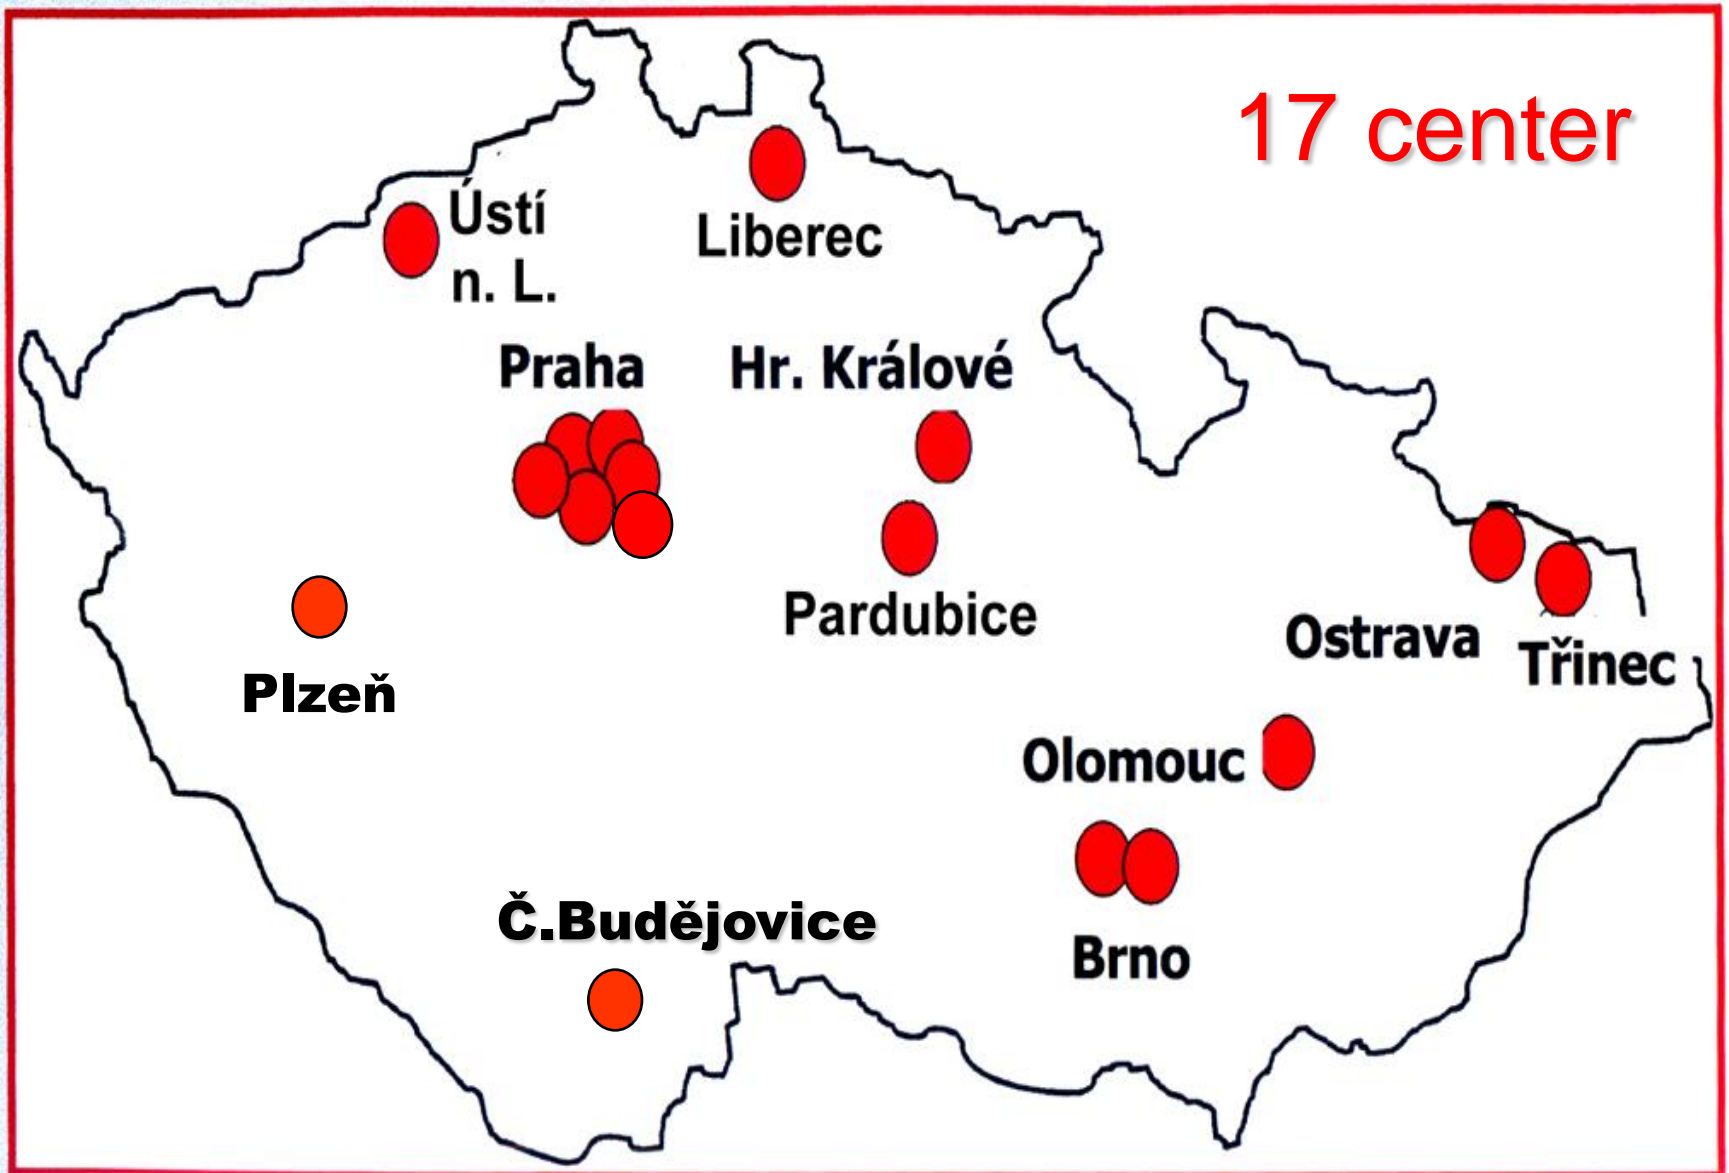 17 center
Ústí
n. L.
Liberec
Praha
Hr. Králové
Pardubice
Ostrava
Třinec
Plzeň
Olomouc
Č.Budějovice
Brno